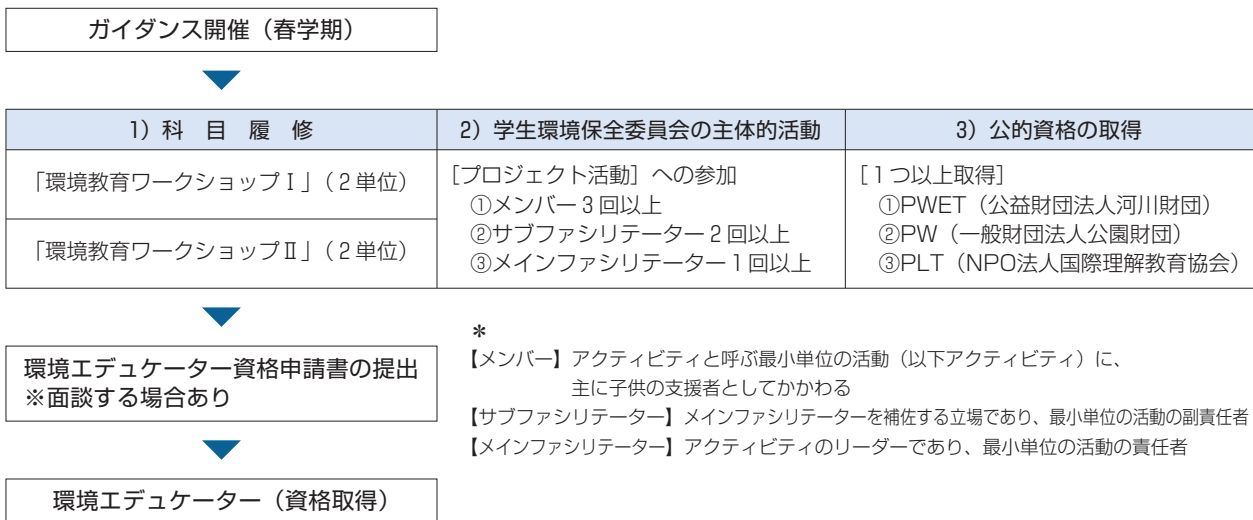 ガイダンス開催（春学期）
1）科　目　履　修
2）学生環境保全委員会の主体的活動
3）公的資格の取得
「環境教育ワークショップⅠ」（２単位）
「環境教育ワークショップⅡ」（２単位）
［プロジェクト活動］への参加
①メンバー３回以上
②サブファシリテーター２回以上
③メインファシリテーター１回以上
［１つ以上取得］
①PWET（公益財団法人河川財団）
②PW（一般財団法人公園財団）
③PLT（NPO法人国際理解教育協会）
環境エデュケーター資格申請書の提出
※面談する場合あり
＊
【メンバー】アクティビティと呼ぶ最小単位の活動（以下アクティビティ）に、
主に子供の支援者としてかかわる
【サブファシリテーター】メインファシリテーターを補佐する立場であり、最小単位の活動の副責任者
【メインファシリテーター】アクティビティのリーダーであり、最小単位の活動の責任者
環境エデュケーター（資格取得）